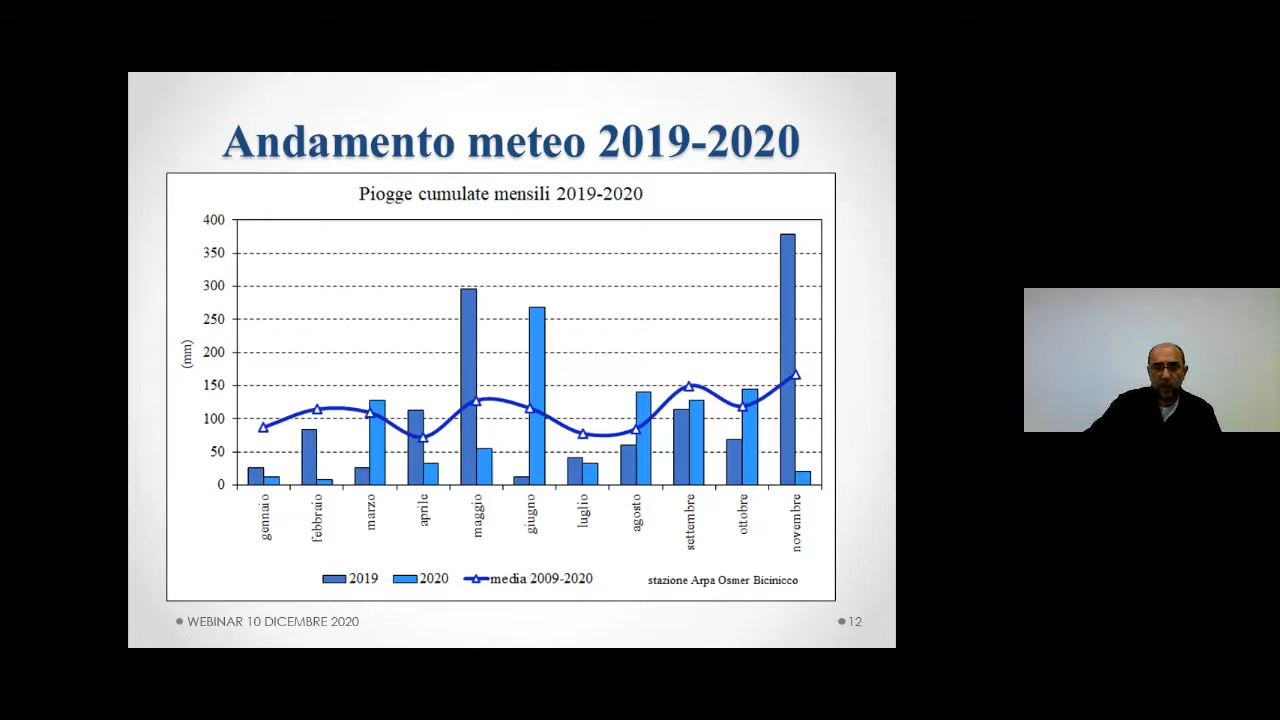 Andamento meteo 2019-2020
Piogge cumulate mensili 2019-2020
400
350
300
250
200
150
100
50
0
(mm)
gennaio
febbraio
marzo
aprile
maggio
giugno
luglio
agosto
settembre
ottobre
novembre
2019
2020
media 2009-2020
stazione Arpa Osmer Bicinicco
WEBINAR 10 DICEMBRE 2020
12